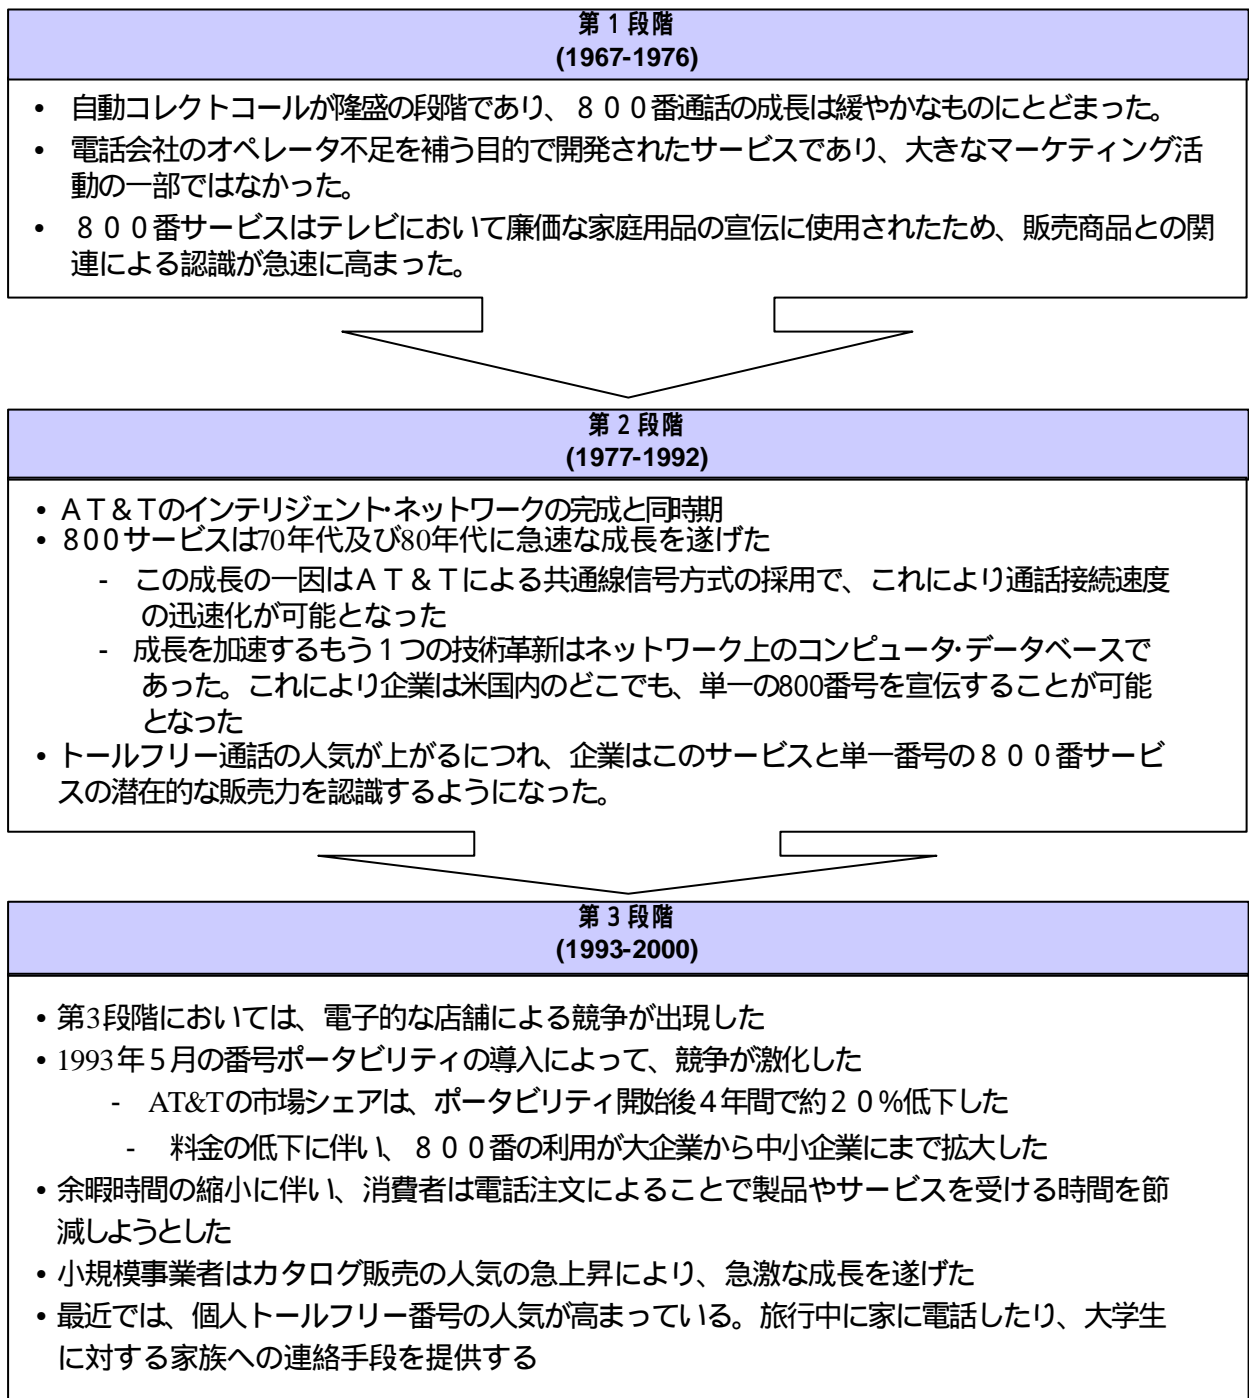 第１段階
(1967-1976)
• 自動コレクトコールが隆盛の段階であり、８００番通話の成長は緩やかなものにとどまった。
• 電話会社のオペレータ不足を補う目的で開発されたサービスであり、大きなマーケティング活
動の一部ではなかった。
• ８００番サービスはテレビにおいて廉価な家庭用品の宣伝に使用されたため、販売商品との関
連による認識が急速に高まった。
第２段階
(1977-1992)
• ＡＴ＆Ｔのインテリジェント・ネットワークの完成と同時期
• 800サービスは70年代及び80年代に急速な成長を遂げた
- この成長の一因はＡＴ＆Ｔによる共通線信号方式の採用で、これにより通話接続速度
の迅速化が可能となった
- 成長を加速するもう１つの技術革新はネットワーク上のコンピュータ・データベースで
あった。これにより企業は米国内のどこでも、単一の800番号を宣伝することが可能
となった
• トールフリー通話の人気が上がるにつれ、企業はこのサービスと単一番号の８００番サービ
スの潜在的な販売力を認識するようになった。
第３段階
(1993-2000)
• 第3段階においては、電子的な店舗による競争が出現した
• 1993年５月の番号ポータビリティの導入によって、競争が激化した
- AT&Tの市場シェアは、ポータビリティ開始後４年間で約２０％低下した
- 料金の低下に伴い、８００番の利用が大企業から中小企業にまで拡大した
• 余暇時間の縮小に伴い、消費者は電話注文によることで製品やサービスを受ける時間を節
減しようとした
• 小規模事業者はカタログ販売の人気の急上昇により、急激な成長を遂げた
• 最近では、個人トールフリー番号の人気が高まっている。旅行中に家に電話したり、大学生
に対する家族への連絡手段を提供する